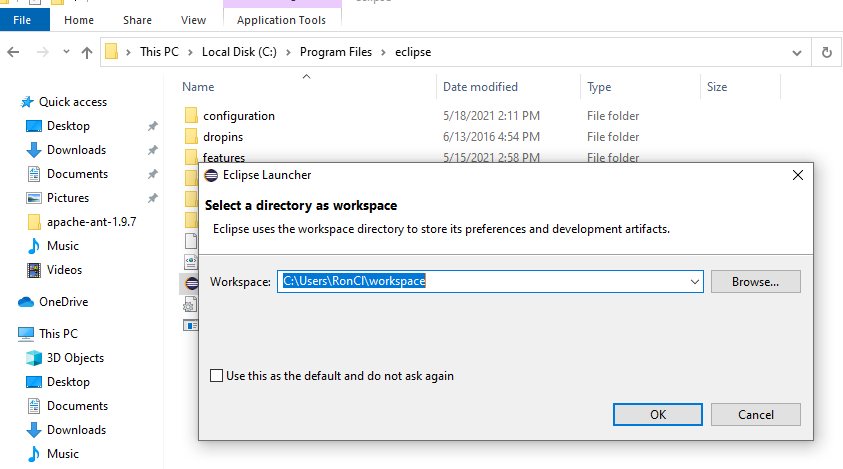 File Home Share View Application Tools
This PC > Local Disk (C:) > Program Files > eclipse
Name Date modified Type Size
Quick access
Desktop
Downloads
Documents
Pictures
apache-ant-1.9.7
Music
Videos
OneDrive
This PC
3D Objects
Desktop
Documents
Downloads
Music
configuration 5/18/2021 2:11 PM File folder
dropins 6/13/2016 4:54 PM File folder
features 5/15/2021 2:58 PM File folder
Eclipse Launcher
Select a directory as workspace
Eclipse uses the workspace directory to store its preferences and development artifacts.
Workspace: C:\Users\RonCI\workspace Browse...
Use this as the default and do not ask again
OK Cancel